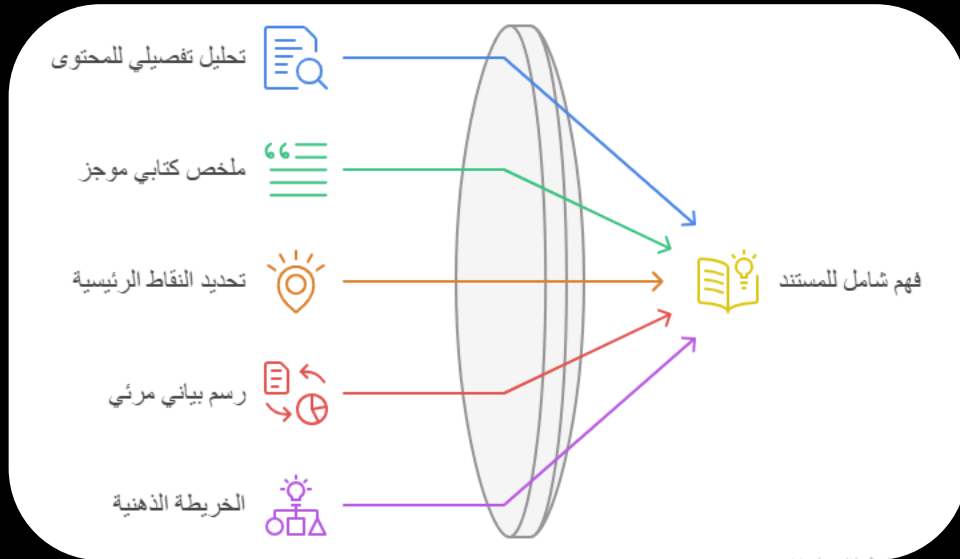 تحليل تفصيلي للمحتوى
ملخص كتابي موجز
تحديد النقاط الرئيسية
رسم بياني مرئي
الخريطة الذهنية
فهم شامل للمستند